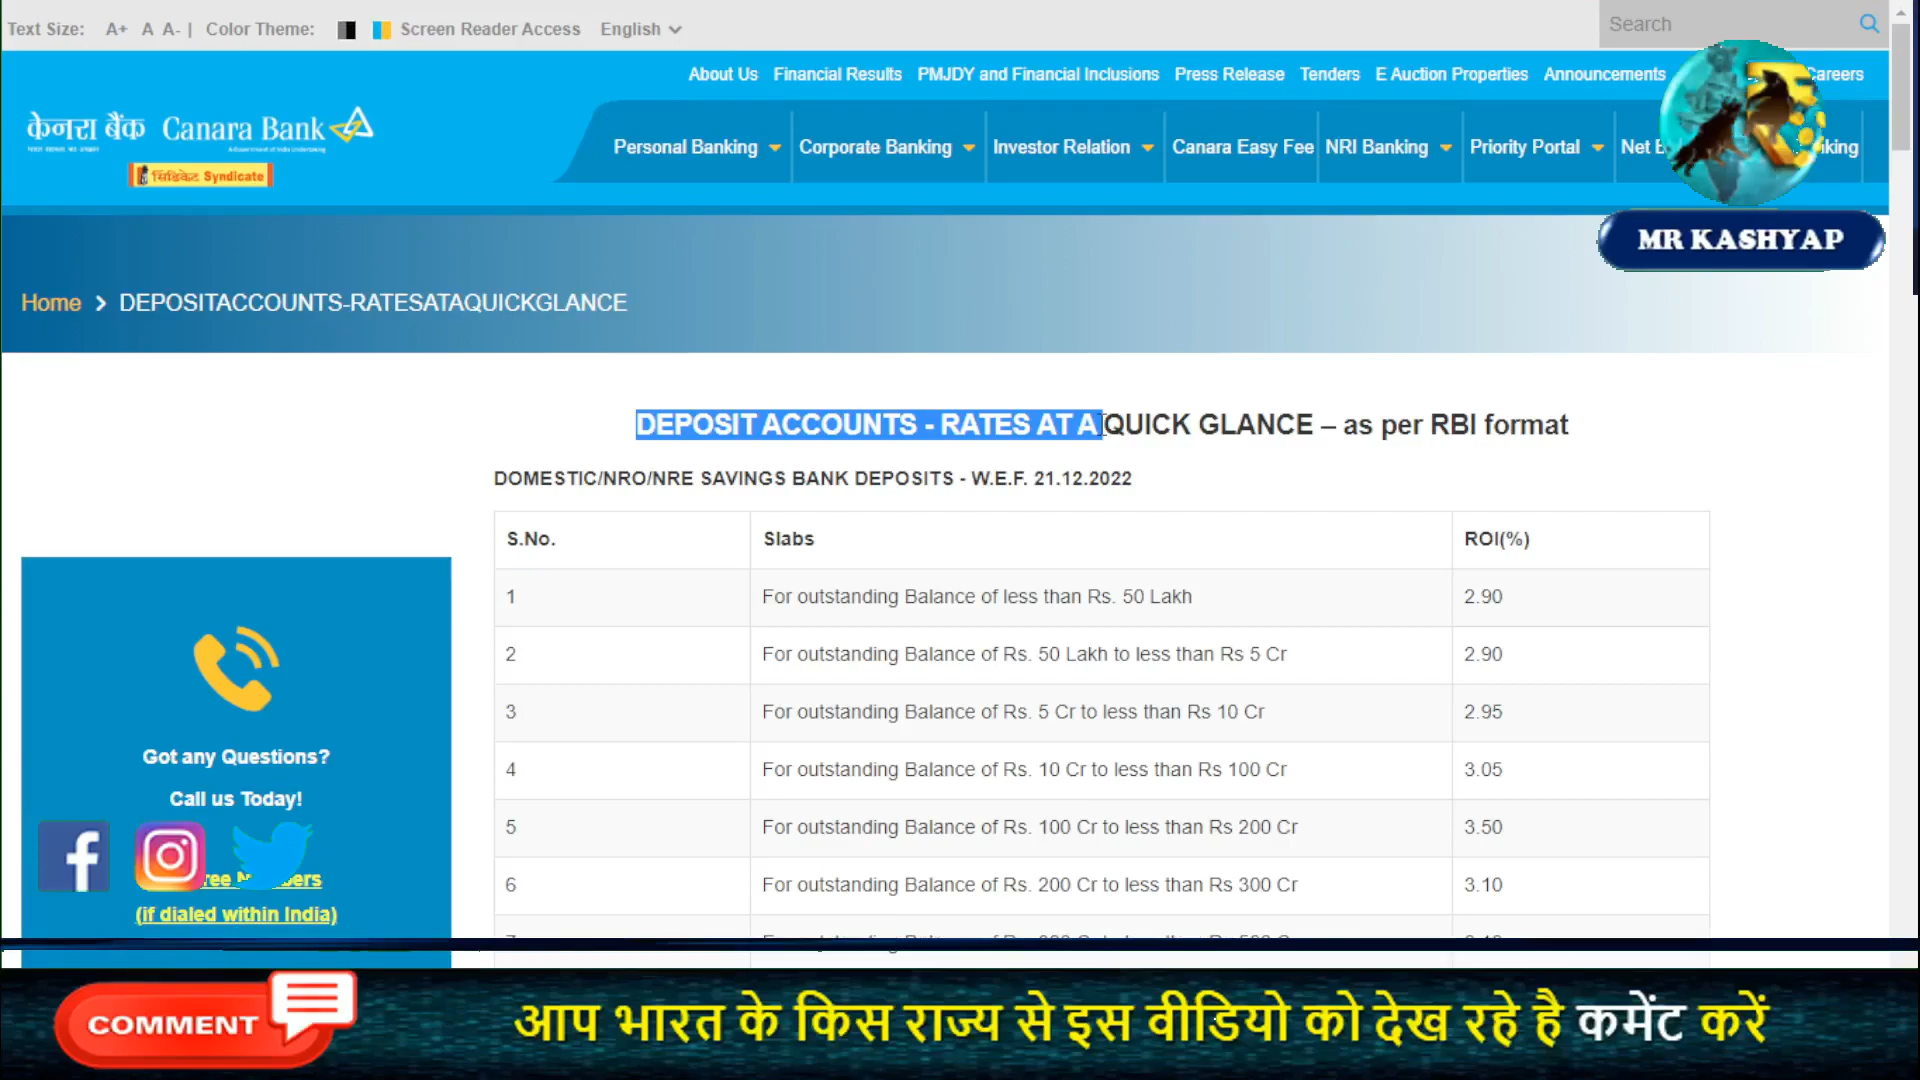 Text Size: A+ A A- | Color Theme: Screen Reader Access English
Search
About Us Financial Results PMJDY and Financial Inclusions Press Release Tenders E Auction Properties Announcements Careers
केनरा बैंक Canara Bank
सिंडिकेट Syndicate
Personal Banking Corporate Banking Investor Relation Canara Easy Fee NRI Banking Priority Portal Net
MR KASHYAP
Home > DEPOSITACCOUNTS-RATESATAQUICKGLANCE
DEPOSIT ACCOUNTS - RATES AT A QUICK GLANCE – as per RBI format
DOMESTIC/NRO/NRE SAVINGS BANK DEPOSITS - W.E.F. 21.12.2022
S.No. Slabs ROI(%)
1 For outstanding Balance of less than Rs. 50 Lakh 2.90
2 For outstanding Balance of Rs. 50 Lakh to less than Rs 5 Cr 2.90
3 For outstanding Balance of Rs. 5 Cr to less than Rs 10 Cr 2.95
4 For outstanding Balance of Rs. 10 Cr to less than Rs 100 Cr 3.05
5 For outstanding Balance of Rs. 100 Cr to less than Rs 200 Cr 3.50
6 For outstanding Balance of Rs. 200 Cr to less than Rs 300 Cr 3.10
Got any Questions?
Call us Today!
(if dialed within India)
COMMENT
आप भारत के किस राज्य से इस वीडियो को देख रहे है कमेंट करें